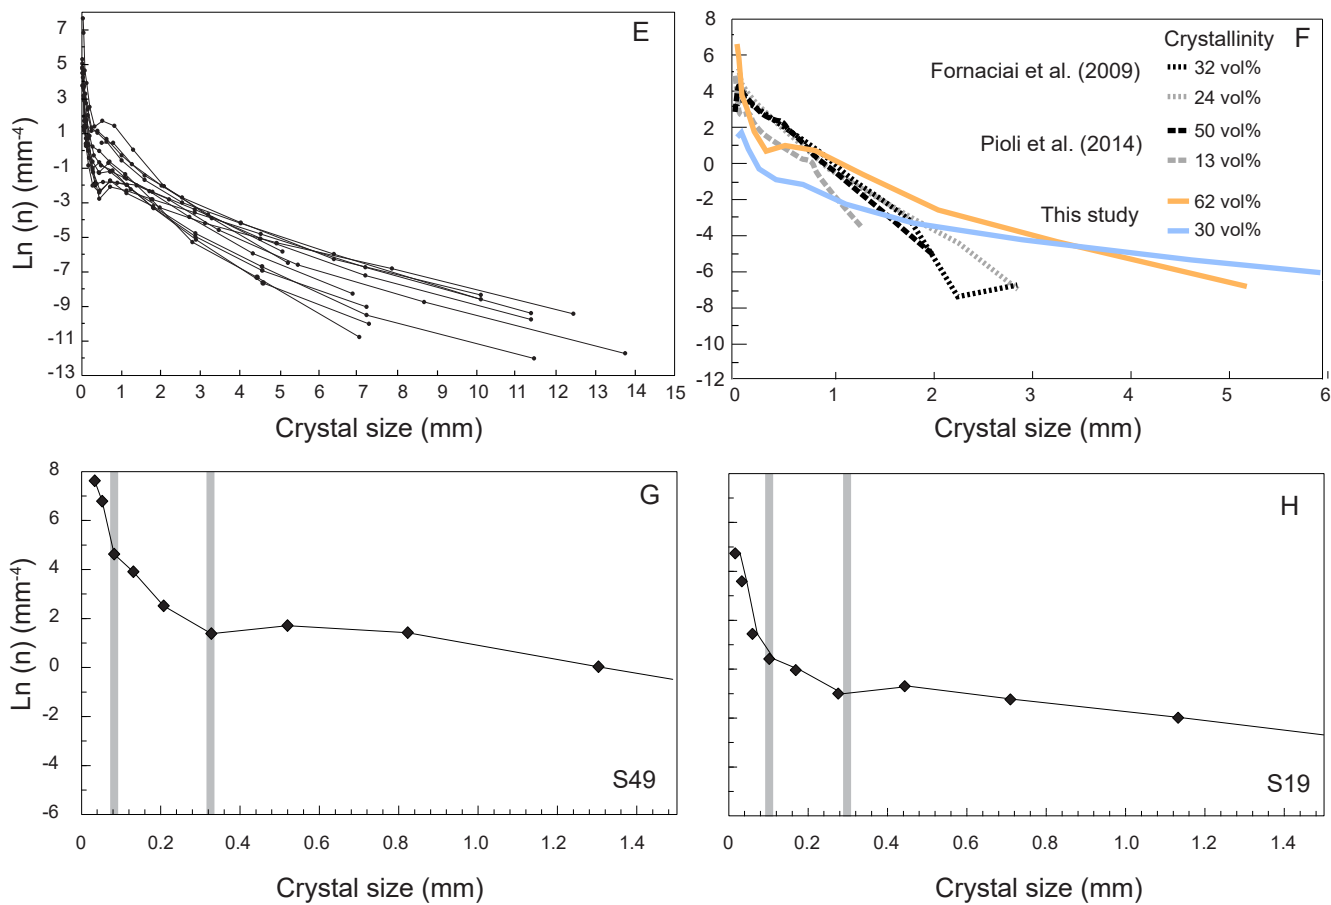 E
Ln (n) (mm-4)
7
5
3
1
-1
-3
-5
-7
-9
-11
-13
0 1 2 3 4 5 6 7 8 9 10 11 12 13 14 15
Crystal size (mm)
F
8
6
4
2
0
-2
-4
-6
-8
-10
-12
Crystallinity
Fornaciai et al. (2009)
32 vol%
24 vol%
Pioli et al. (2014)
50 vol%
13 vol%
This study
62 vol%
30 vol%
0 1 2 3 4 5 6
Crystal size (mm)
G
Ln (n) (mm-4)
8
6
4
2
0
-2
-4
-6
S49
0 0.2 0.4 0.6 0.8 1.0 1.2 1.4
Crystal size (mm)
H
S19
0 0.2 0.4 0.6 0.8 1.0 1.2 1.4
Crystal size (mm)